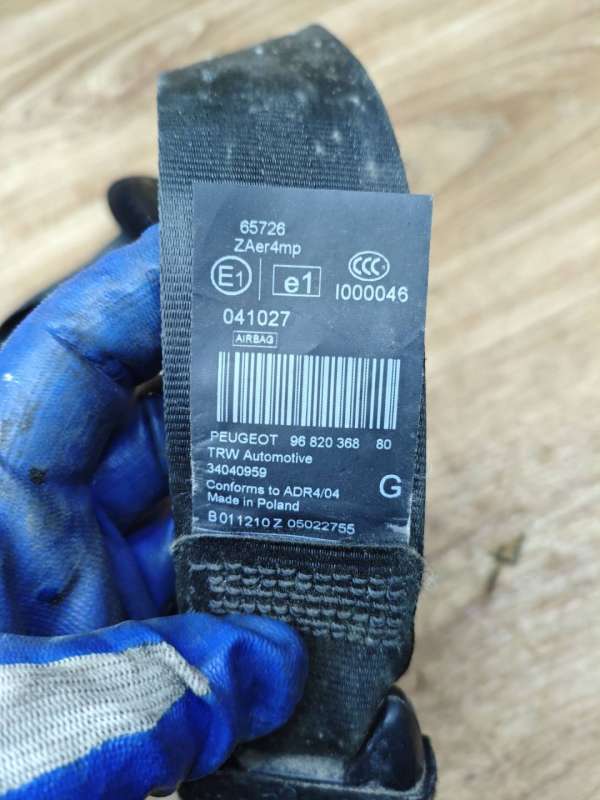 65726
ZAer4mp
E1 e1 CCC
I000046
041027
AIRBAG
PEUGEOT 96 820 368 80
TRW Automotive
34040959
Conforms to ADR4/04
Made in Poland
G
B 011210 Z 05022755